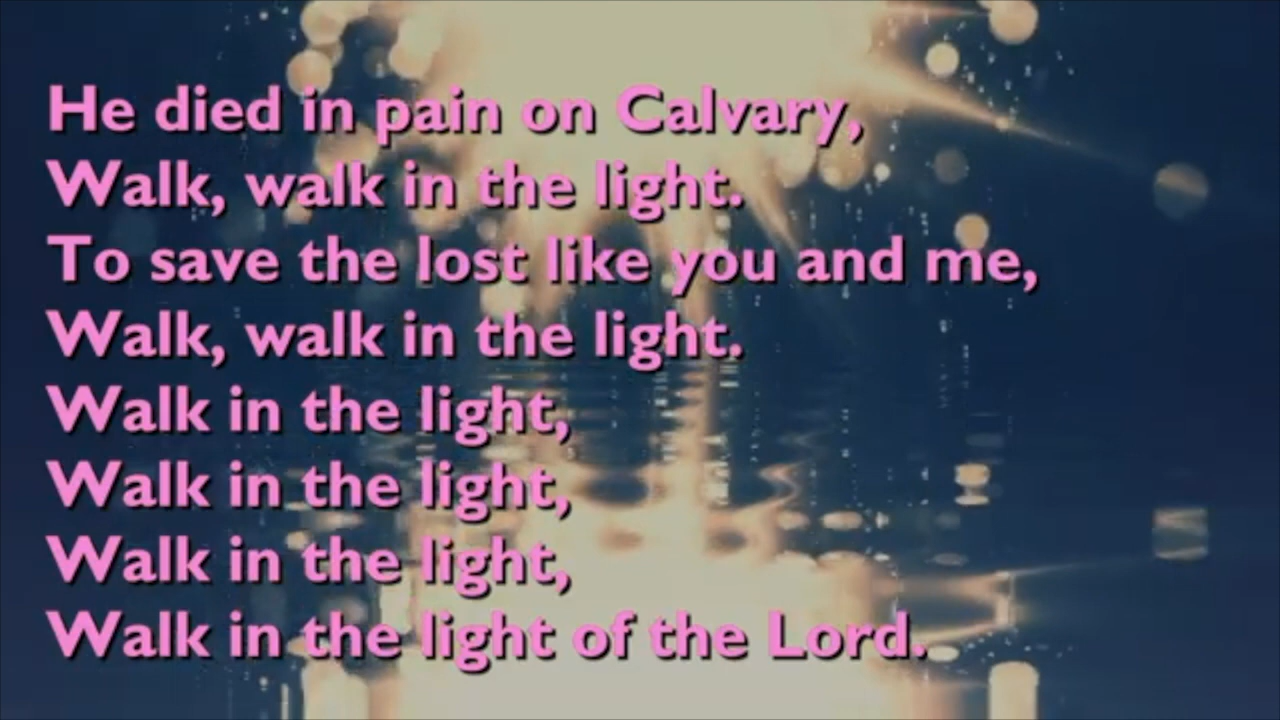 He died in pain on Calvary,
Walk, walk in the light.
To save the lost like you and me,
Walk, walk in the light.
Walk in the light,
Walk in the light,
Walk in the light,
Walk in the light of the Lord.